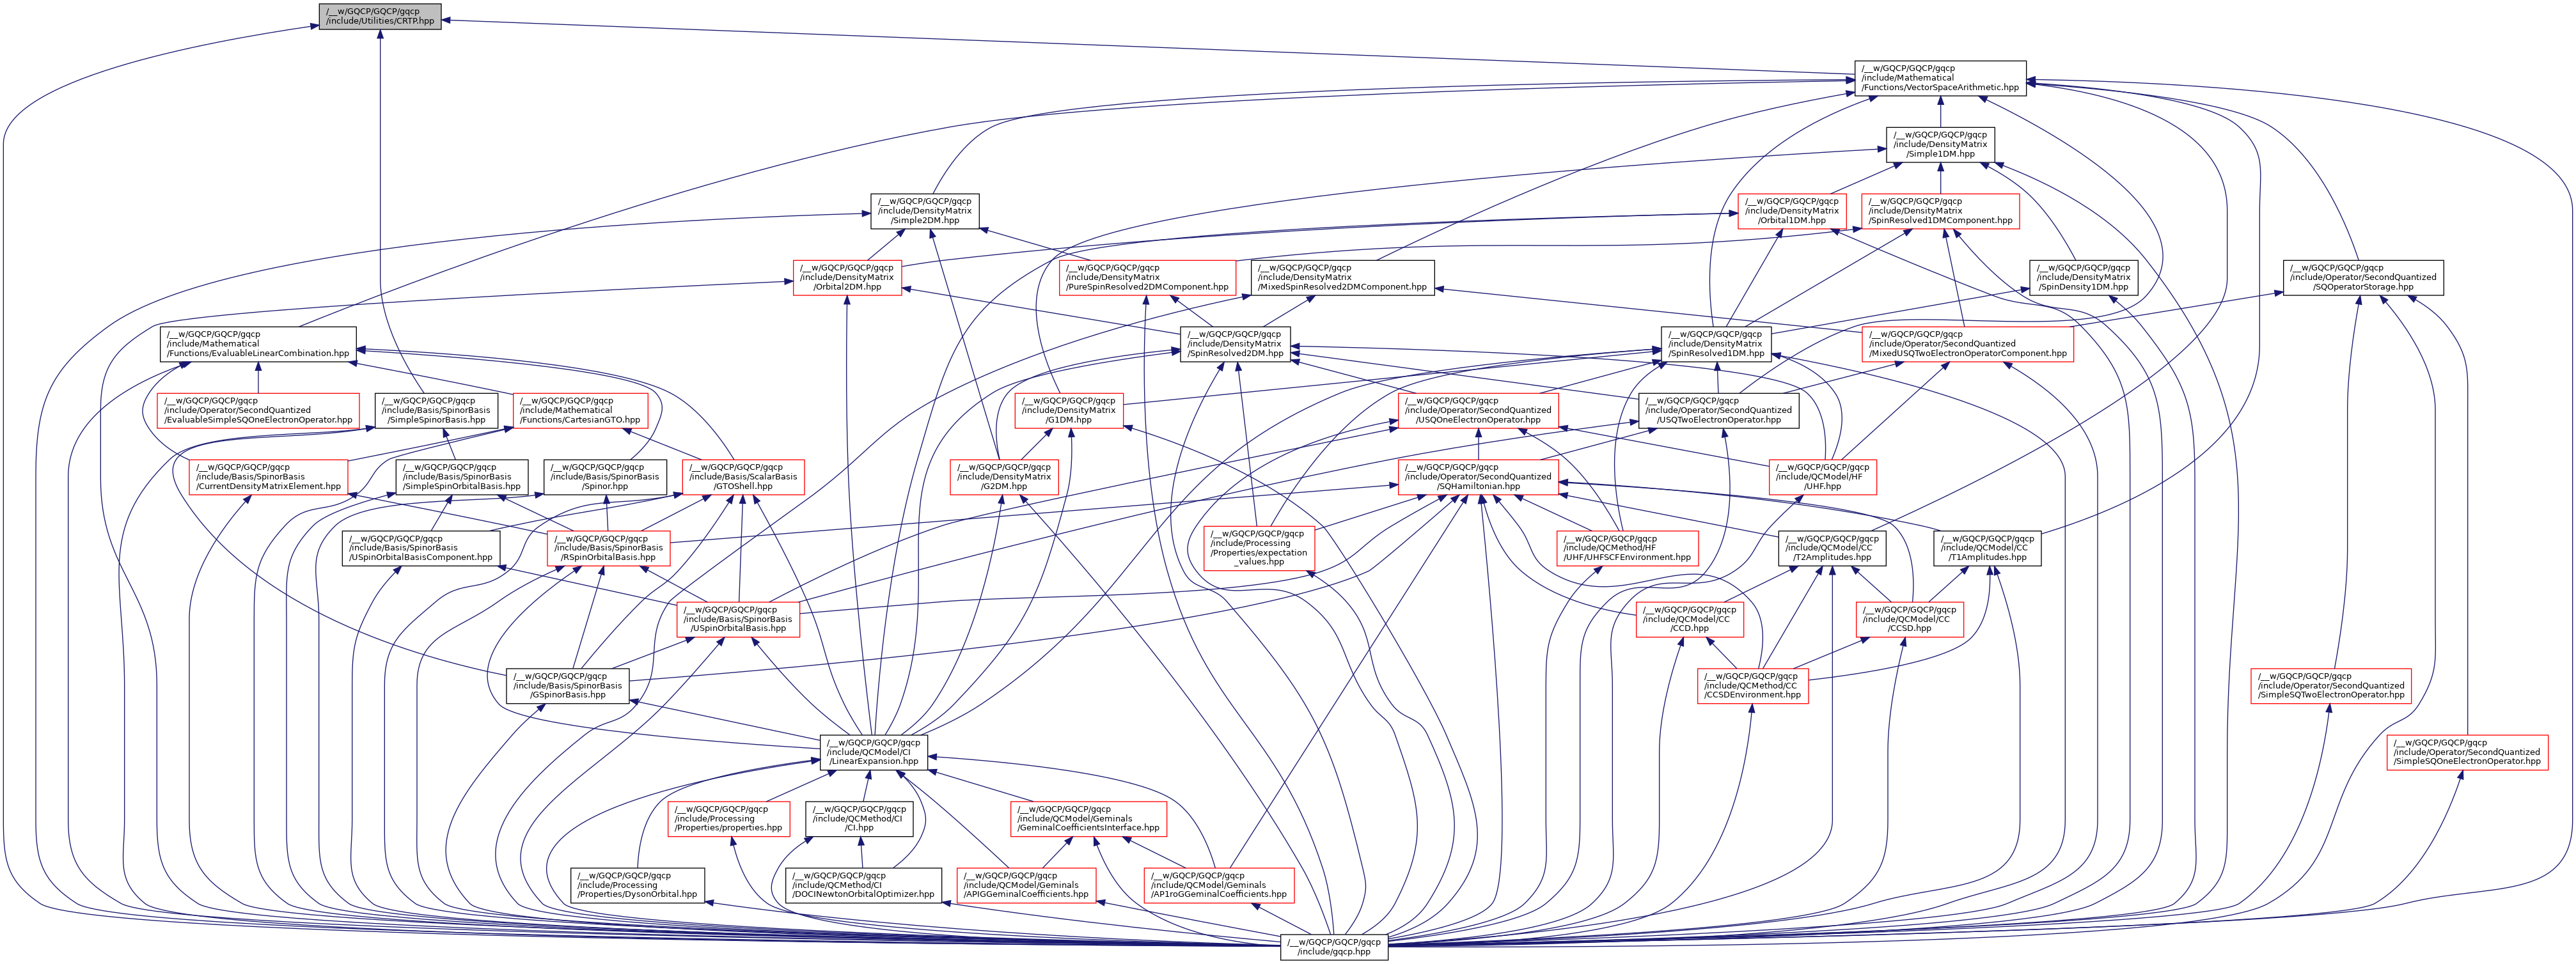 /__w/GQCP/GQCP/gqcp
/include/Utilities/CRTP.hpp
/__w/GQCP/GQCP/gqcp
/include/Mathematical
/Functions/VectorSpaceArithmetic.hpp
/__w/GQCP/GQCP/gqcp
/include/DensityMatrix
/Simple1DM.hpp
/__w/GQCP/GQCP/gqcp
/include/DensityMatrix
/Simple2DM.hpp
/__w/GQCP/GQCP/gqcp
/include/DensityMatrix
/Orbital1DM.hpp
/__w/GQCP/GQCP/gqcp
/include/DensityMatrix
/SpinResolved1DMComponent.hpp
/__w/GQCP/GQCP/gqcp
/include/DensityMatrix
/Orbital2DM.hpp
/__w/GQCP/GQCP/gqcp
/include/DensityMatrix
/PureSpinResolved2DMComponent.hpp
/__w/GQCP/GQCP/gqcp
/include/DensityMatrix
/MixedSpinResolved2DMComponent.hpp
/__w/GQCP/GQCP/gqcp
/include/DensityMatrix
/SpinDensity1DM.hpp
/__w/GQCP/GQCP/gqcp
/include/Operator/SecondQuantized
/SQOperatorStorage.hpp
/__w/GQCP/GQCP/gqcp
/include/Mathematical
/Functions/EvaluableLinearCombination.hpp
/__w/GQCP/GQCP/gqcp
/include/DensityMatrix
/SpinResolved2DM.hpp
/__w/GQCP/GQCP/gqcp
/include/DensityMatrix
/SpinResolved1DM.hpp
/__w/GQCP/GQCP/gqcp
/include/Operator/SecondQuantized
/MixedUSQTwoElectronOperatorComponent.hpp
/__w/GQCP/GQCP/gqcp
/include/Operator/SecondQuantized
/EvaluableSimpleSQOneElectronOperator.hpp
/__w/GQCP/GQCP/gqcp
/include/Basis/SpinorBasis
/SimpleSpinorBasis.hpp
/__w/GQCP/GQCP/gqcp
/include/Mathematical
/Functions/CartesianGTO.hpp
/__w/GQCP/GQCP/gqcp
/include/DensityMatrix
/G1DM.hpp
/__w/GQCP/GQCP/gqcp
/include/Operator/SecondQuantized
/USQOneElectronOperator.hpp
/__w/GQCP/GQCP/gqcp
/include/Operator/SecondQuantized
/USQTwoElectronOperator.hpp
/__w/GQCP/GQCP/gqcp
/include/Basis/SpinorBasis
/CurrentDensityMatrixElement.hpp
/__w/GQCP/GQCP/gqcp
/include/Basis/SpinorBasis
/SimpleSpinOrbitalBasis.hpp
/__w/GQCP/GQCP/gqcp
/include/Basis/SpinorBasis
/Spinor.hpp
/__w/GQCP/GQCP/gqcp
/include/Basis/ScalarBasis
/GTOShell.hpp
/__w/GQCP/GQCP/gqcp
/include/DensityMatrix
/G2DM.hpp
/__w/GQCP/GQCP/gqcp
/include/Operator/SecondQuantized
/SQHamiltonian.hpp
/__w/GQCP/GQCP/gqcp
/include/QCModel/HF
/UHF.hpp
/__w/GQCP/GQCP/gqcp
/include/Basis/SpinorBasis
/USpinOrbitalBasisComponent.hpp
/__w/GQCP/GQCP/gqcp
/include/Basis/SpinorBasis
/RSpinOrbitalBasis.hpp
/__w/GQCP/GQCP/gqcp
/include/Processing
/Properties/expectation
_values.hpp
/__w/GQCP/GQCP/gqcp
/include/QCMethod/HF
/UHF/UHFSCFEnvironment.hpp
/__w/GQCP/GQCP/gqcp
/include/QCModel/CC
/T2Amplitudes.hpp
/__w/GQCP/GQCP/gqcp
/include/QCModel/CC
/T1Amplitudes.hpp
/__w/GQCP/GQCP/gqcp
/include/Basis/SpinorBasis
/USpinOrbitalBasis.hpp
/__w/GQCP/GQCP/gqcp
/include/QCModel/CC
/CCD.hpp
/__w/GQCP/GQCP/gqcp
/include/QCModel/CC
/CCSD.hpp
/__w/GQCP/GQCP/gqcp
/include/Basis/SpinorBasis
/GSpinorBasis.hpp
/__w/GQCP/GQCP/gqcp
/include/QCMethod/CC
/CCSDEnvironment.hpp
/__w/GQCP/GQCP/gqcp
/include/Operator/SecondQuantized
/SimpleSQTwoElectronOperator.hpp
/__w/GQCP/GQCP/gqcp
/include/QCModel/CI
/LinearExpansion.hpp
/__w/GQCP/GQCP/gqcp
/include/Operator/SecondQuantized
/SimpleSQOneElectronOperator.hpp
/__w/GQCP/GQCP/gqcp
/include/Processing
/Properties/properties.hpp
/__w/GQCP/GQCP/gqcp
/include/QCMethod/CI
/CI.hpp
/__w/GQCP/GQCP/gqcp
/include/QCModel/Geminals
/GeminalCoefficientsInterface.hpp
/__w/GQCP/GQCP/gqcp
/include/Processing
/Properties/DysonOrbital.hpp
/__w/GQCP/GQCP/gqcp
/include/QCMethod/CI
/DOCINewtonOrbitalOptimizer.hpp
/__w/GQCP/GQCP/gqcp
/include/QCModel/Geminals
/APIGGeminalCoefficients.hpp
/__w/GQCP/GQCP/gqcp
/include/QCModel/Geminals
/AP1roGGeminalCoefficients.hpp
/__w/GQCP/GQCP/gqcp
/include/gqcp.hpp